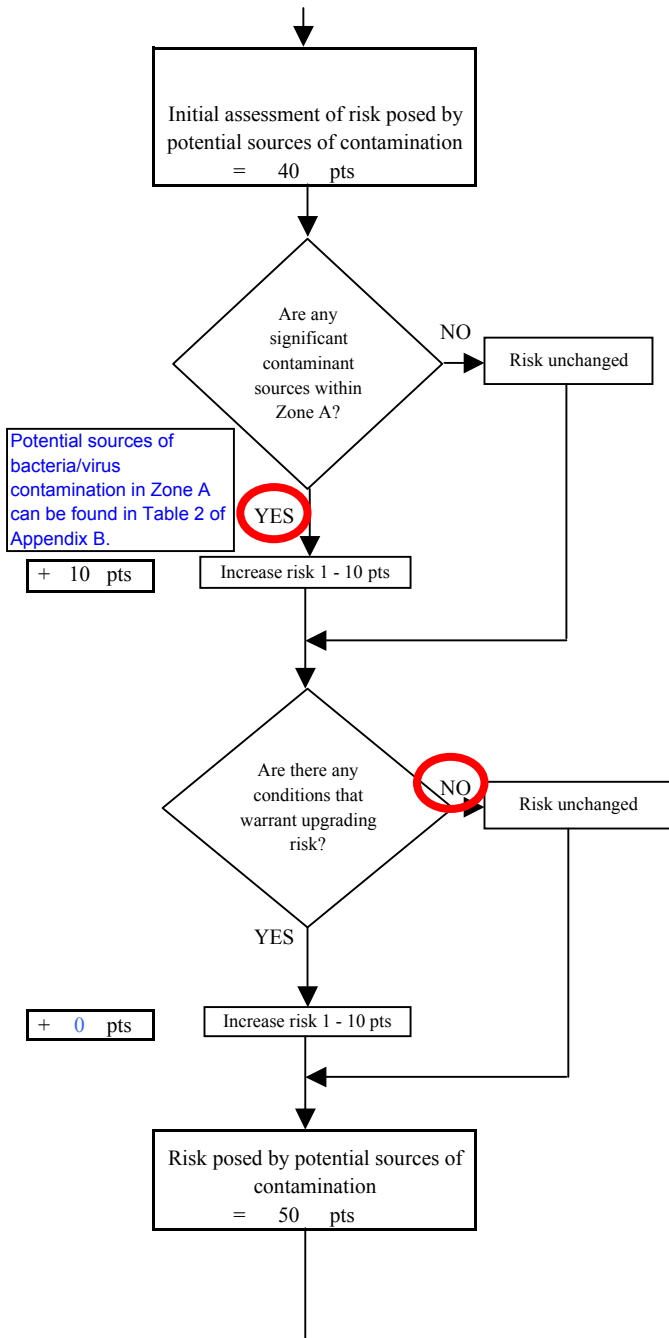 Initial assessment of risk posed by
potential sources of contamination
= 40 pts
Are any
significant
contaminant
sources within
Zone A?
NO
Risk unchanged
Potential sources of
bacteria/virus
contamination in Zone A
can be found in Table 2 of
Appendix B.
YES
+ 10 pts
Increase risk 1 - 10 pts
Are there any
conditions that
warrant upgrading
risk?
NO
Risk unchanged
YES
+ 0 pts
Increase risk 1 - 10 pts
Risk posed by potential sources of
contamination
= 50 pts